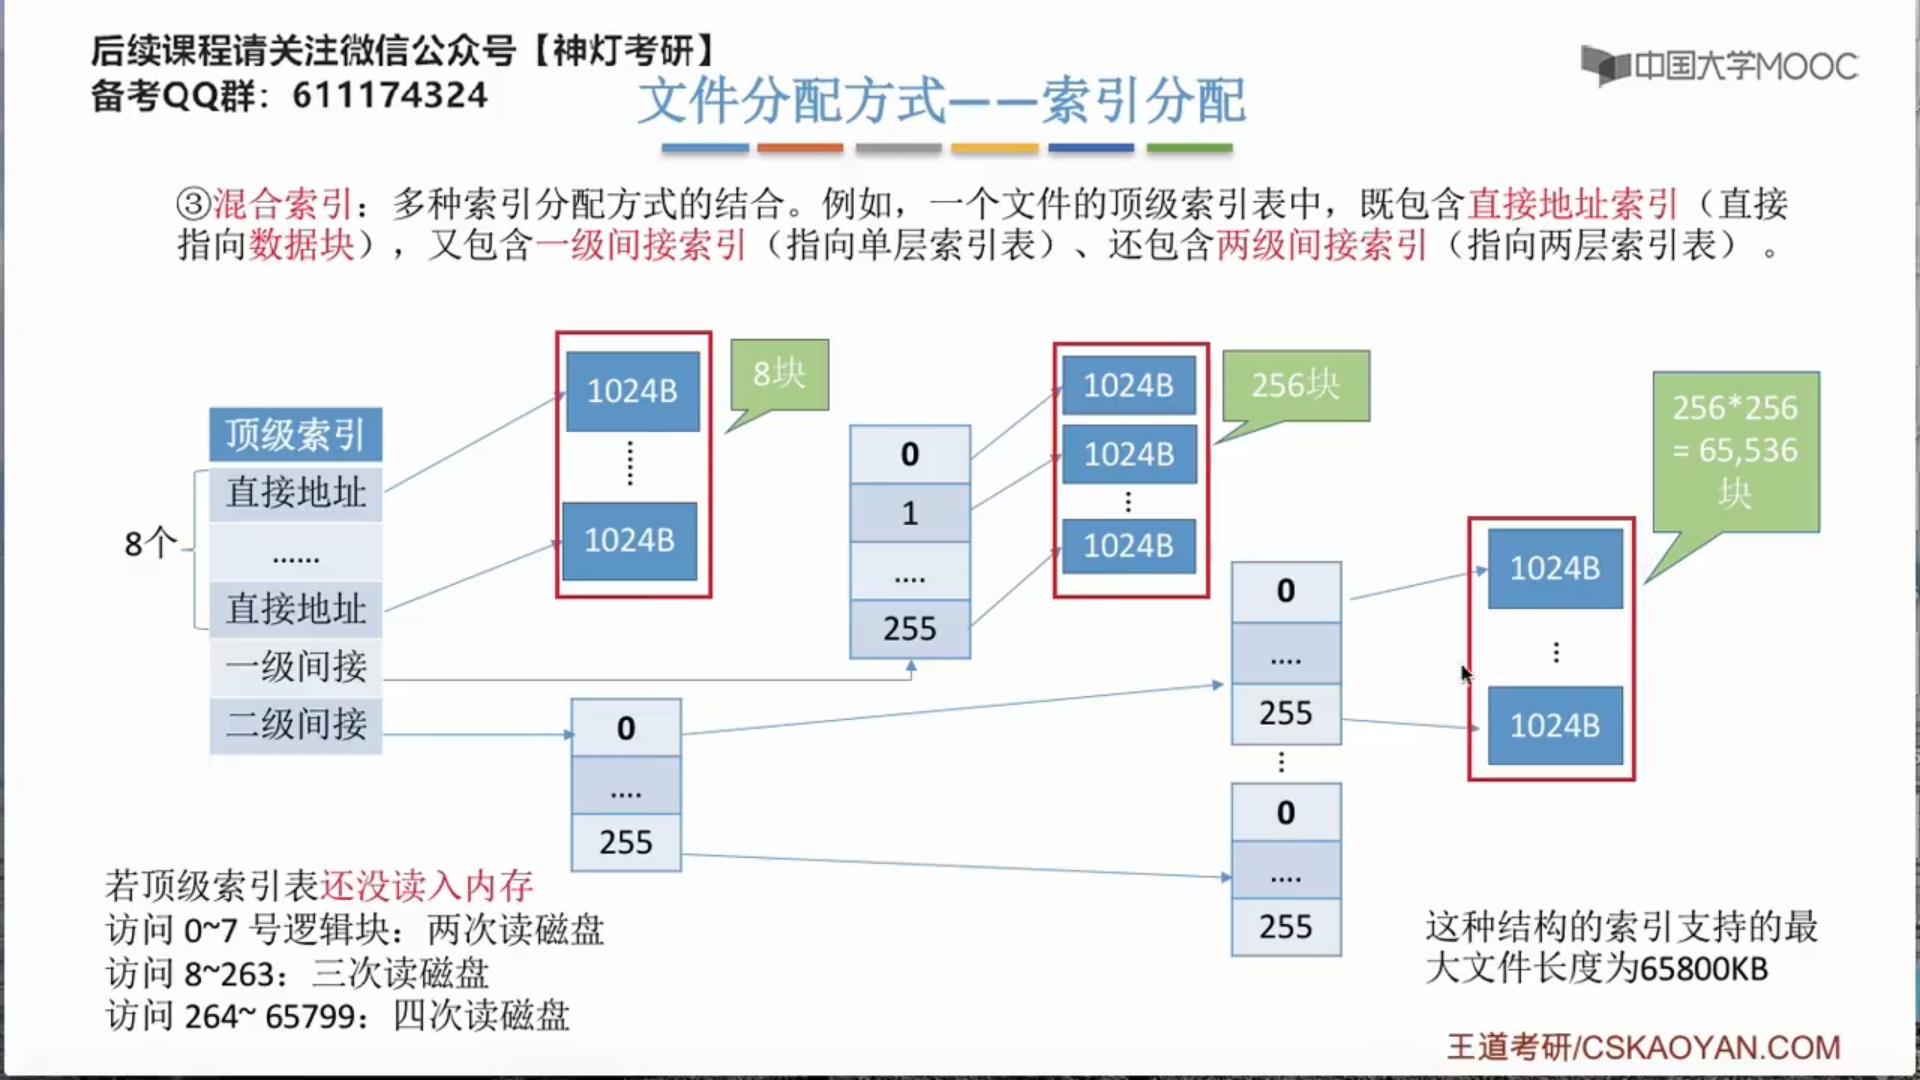 后续课程请关注微信公众号【神灯考研】
备考QQ群：611174324
中国大学MOOC
文件分配方式——索引分配
③混合索引：多种索引分配方式的结合。例如，一个文件的顶级索引表中，既包含直接地址索引（直接
指向数据块），又包含一级间接索引（指向单层索引表）、还包含两级间接索引（指向两层索引表）。
顶级索引
直接地址
......
直接地址
一级间接
二级间接
8个
1024B
1024B
8块
0
1
....
255
1024B
1024B
1024B
256块
0
....
255
0
....
255
0
....
255
1024B
1024B
256*256
= 65,536
块
若顶级索引表还没读入内存
访问 0~7 号逻辑块：两次读磁盘
访问 8~263：三次读磁盘
访问 264~ 65799：四次读磁盘
这种结构的索引支持的最
大文件长度为65800KB
王道考研/CSKAOYAN.COM